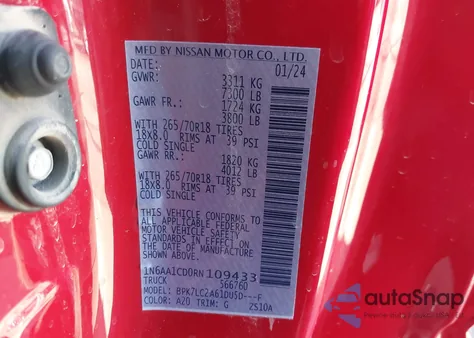 MFD BY NISSAN MOTOR CO., LTD.
DATE: 01/24
GVWR: 3311 KG
7300 LB
GAWR FR.: 1724 KG
3800 LB
WITH 265/70R18 TIRES
18X8.0 RIMS AT 39 PSI
COLD SINGLE
GAWR RR.: 1820 KG
4012 LB
WITH 265/70R18 TIRES
18X8.0 RIMS AT 39 PSI
COLD SINGLE
THIS VEHICLE CONFORMS TO
ALL APPLICABLE FEDERAL
MOTOR VEHICLE SAFETY STANDARDS
IN EFFECT ON THE DATE OF
MANUFACTURE SHOWN
ABOVE.
1N6AA1CD0RN109433
TRUCK 566760
BPK7LC2A61DU5D---F
COLOR: A20 TRIM: G 2S10A
autoSnap